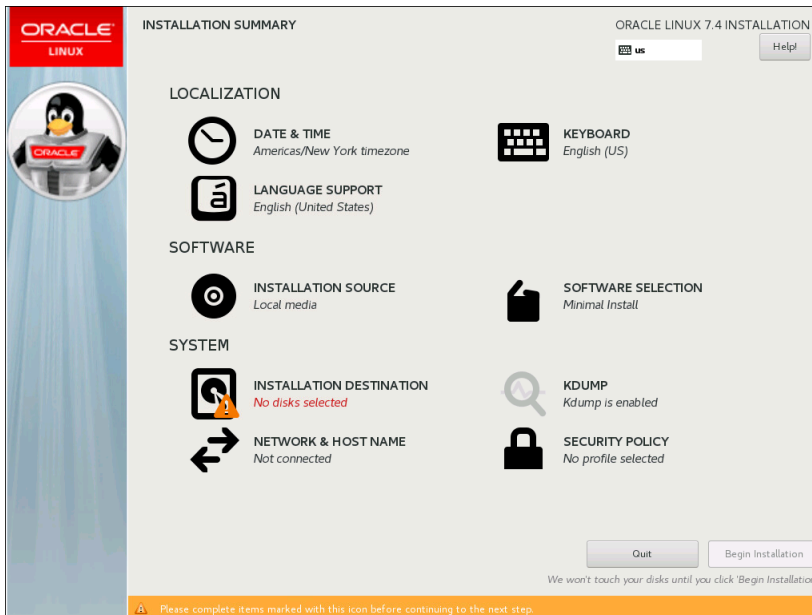 ORACLE
LINUX
INSTALLATION SUMMARY
ORACLE LINUX 7.4 INSTALLATION
us
Help!
LOCALIZATION
DATE & TIME
Americas/New York timezone
KEYBOARD
English (US)
LANGUAGE SUPPORT
English (United States)
SOFTWARE
INSTALLATION SOURCE
Local media
SOFTWARE SELECTION
Minimal Install
SYSTEM
INSTALLATION DESTINATION
No disks selected
KDUMP
Kdump is enabled
NETWORK & HOST NAME
Not connected
SECURITY POLICY
No profile selected
ORACLE
Quit
Begin Installation
We won't touch your disks until you click 'Begin Installation
Please complete items marked with this icon before continuing to the next step.